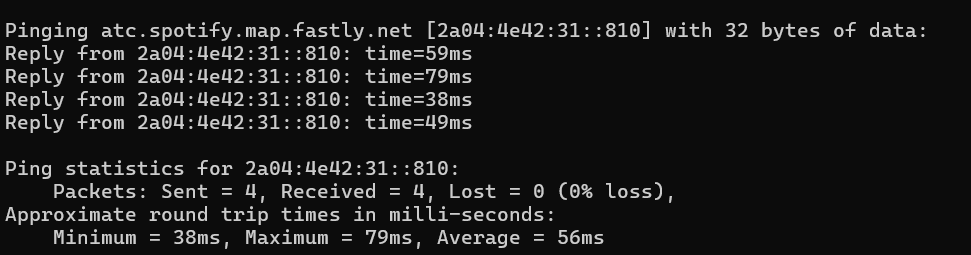 Pinging atc.spotify.map.fastly.net [2a04:4e42:31::810] with 32 bytes of data:
Reply from 2a04:4e42:31::810: time=59ms
Reply from 2a04:4e42:31::810: time=79ms
Reply from 2a04:4e42:31::810: time=38ms
Reply from 2a04:4e42:31::810: time=49ms
Ping statistics for 2a04:4e42:31::810:
    Packets: Sent = 4, Received = 4, Lost = 0 (0% loss),
Approximate round trip times in milli-seconds:
    Minimum = 38ms, Maximum = 79ms, Average = 56ms